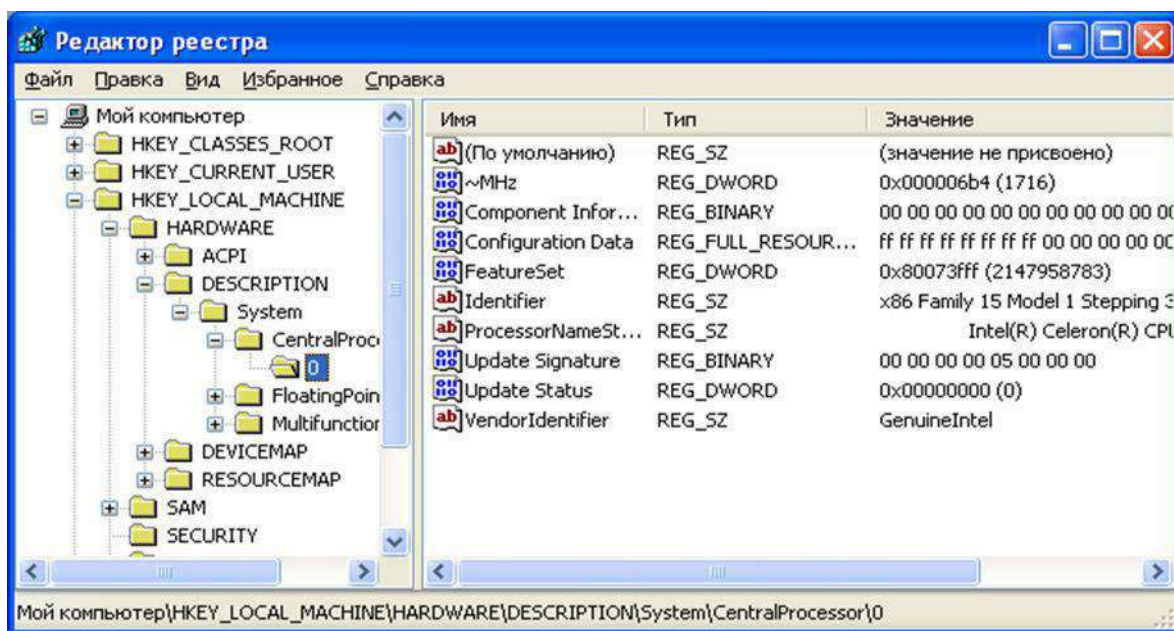 Редактор реестра
Файл Правка Вид Избранное Справка
Мой компьютер
HKEY_CLASSES_ROOT
HKEY_CURRENT_USER
HKEY_LOCAL_MACHINE
HARDWARE
ACPI
DESCRIPTION
System
CentralProc
0
FloatingPoin
Multifunction
DEVICEMAP
RESOURCEMAP
SAM
SECURITY
Имя Тип Значение
(По умолчанию) REG_SZ (значение не присвоено)
~MHz REG_DWORD 0x000006b4 (1716)
Component Infor... REG_BINARY 00 00 00 00 00 00 00 00 00 00 00
Configuration Data REG_FULL_RESOUR... ff ff ff ff ff ff ff ff 00 00 00 00 00
FeatureSet REG_DWORD 0x80073fff (2147958783)
Identifier REG_SZ x86 Family 15 Model 1 Stepping 3
ProcessorNameSt... REG_SZ Intel(R) Celeron(R) CPU
Update Signature REG_BINARY 00 00 00 00 05 00 00 00
Update Status REG_DWORD 0x00000000 (0)
VendorIdentifier REG_SZ GenuineIntel
Мой компьютер\HKEY_LOCAL_MACHINE\HARDWARE\DESCRIPTION\System\CentralProcessor\0